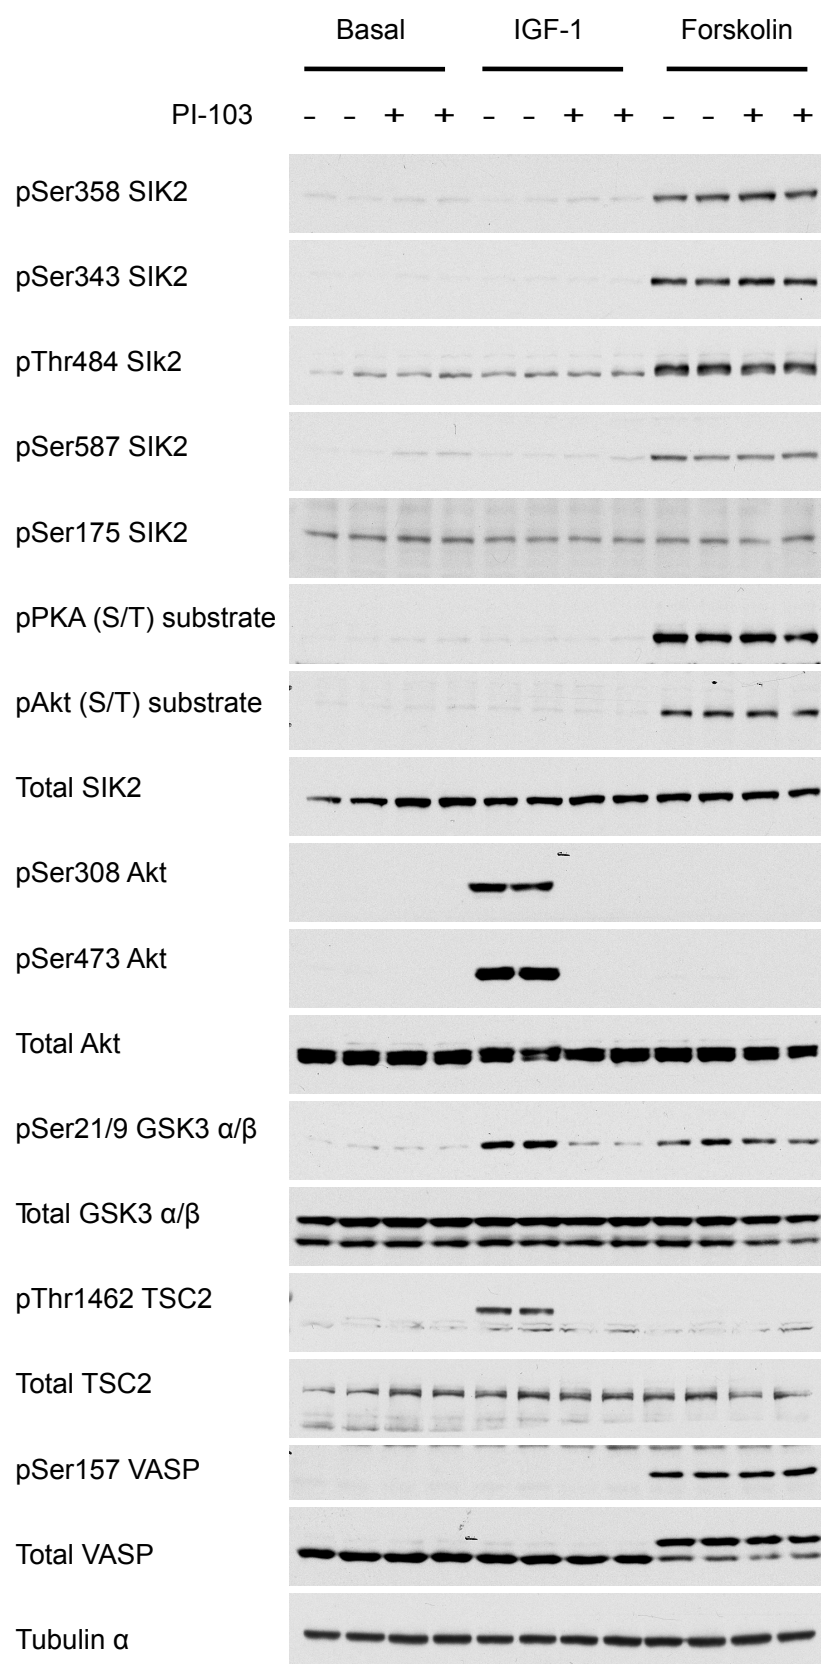 Basal IGF-1 Forskolin
PI-103 - - + + - - + + - - + +
pSer358 SIK2
pSer343 SIK2
pThr484 SIk2
pSer587 SIK2
pSer175 SIK2
pPKA (S/T) substrate
pAkt (S/T) substrate
Total SIK2
pSer308 Akt
pSer473 Akt
Total Akt
pSer21/9 GSK3 α/β
Total GSK3 α/β
pThr1462 TSC2
Total TSC2
pSer157 VASP
Total VASP
Tubulin α